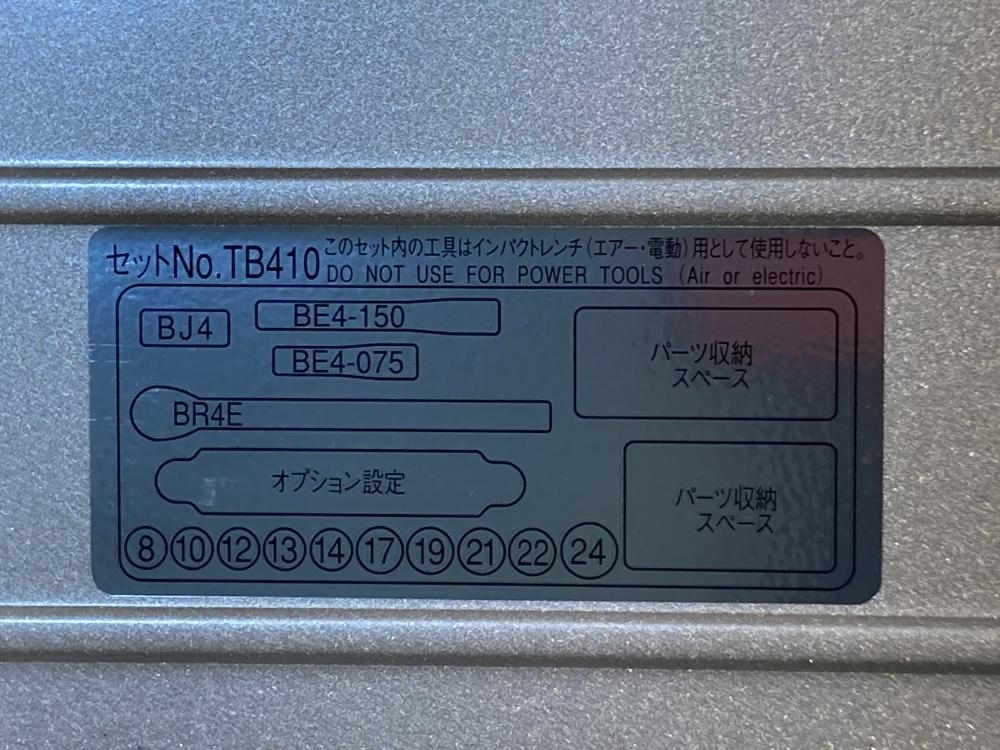 セットNo.TB410 このセット内の工具はインパクトレンチ(エアー・電動)用として使用しないこと。
DO NOT USE FOR POWER TOOLS (Air or electric)
BJ4
BE4-150
BE4-075
BR4E
オプション設定
パーツ収納
スペース
パーツ収納
スペース
8 10 12 13 14 17 19 21 22 24